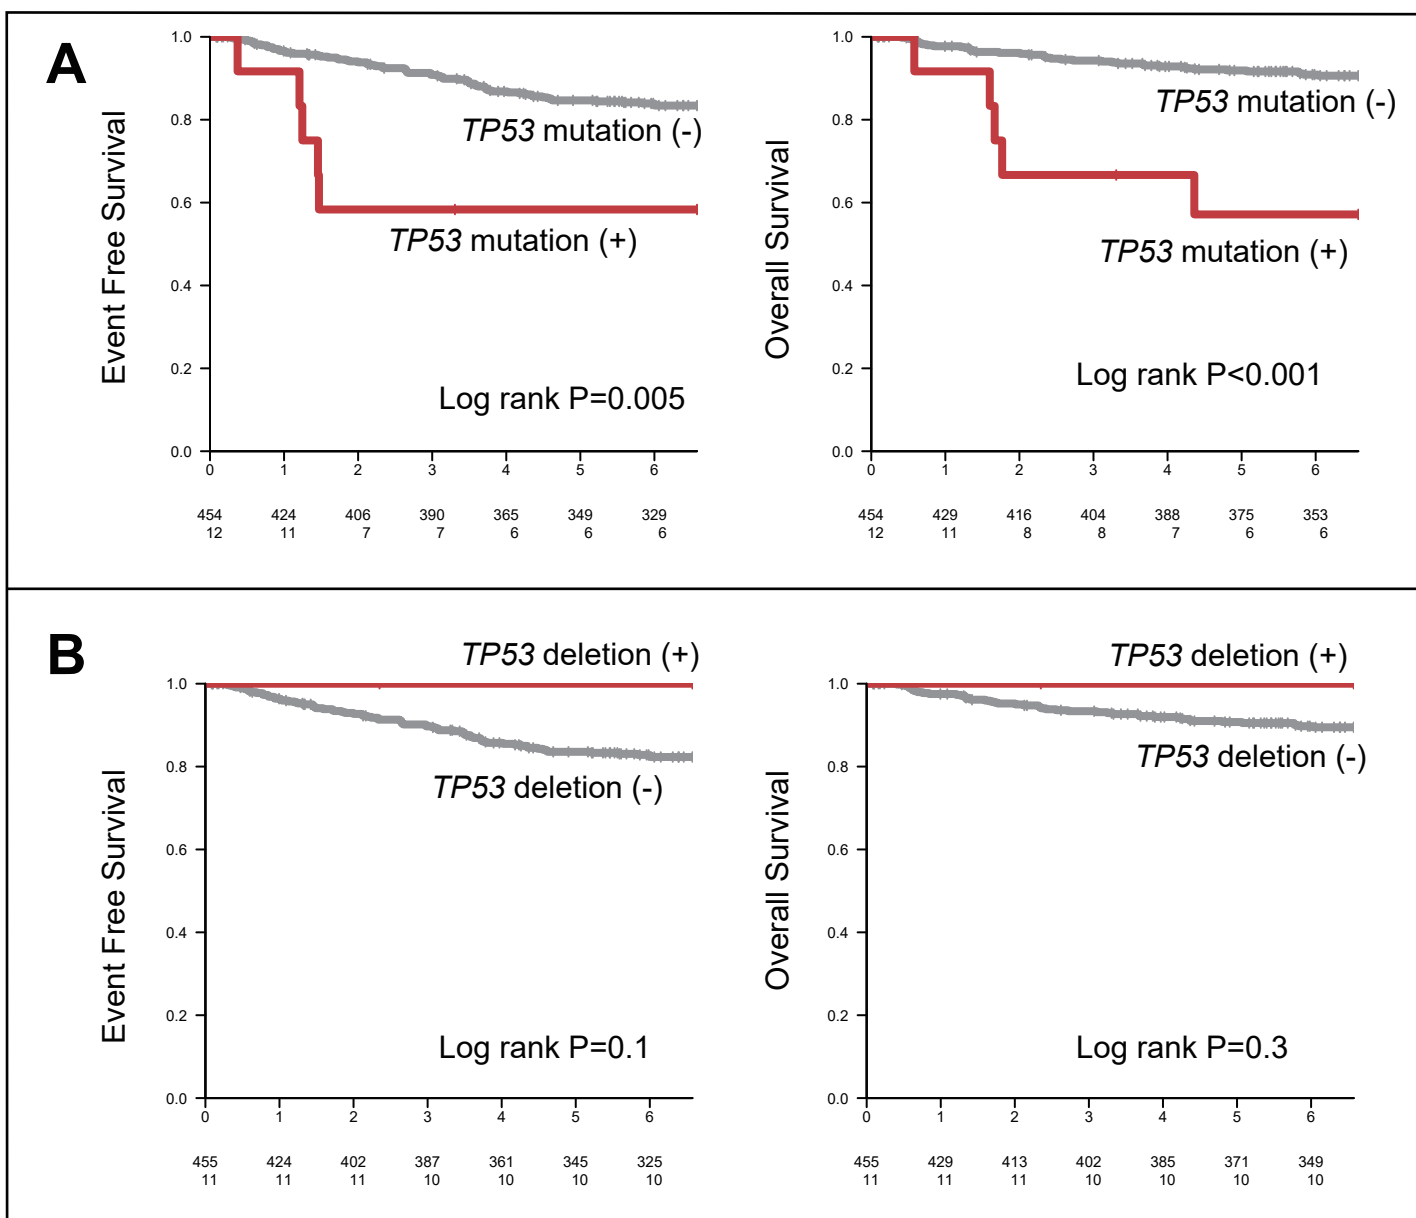 A
Event Free Survival
1.0
0.8
0.6
0.4
0.2
0.0
TP53 mutation (-)
TP53 mutation (+)
Log rank P=0.005
0 1 2 3 4 5 6
454 424 406 390 365 349 329
12 11 7 7 6 6 6
Overall Survival
1.0
0.8
0.6
0.4
0.2
0.0
TP53 mutation (-)
TP53 mutation (+)
Log rank P<0.001
0 1 2 3 4 5 6
454 429 416 404 388 375 353
12 11 8 8 7 6 6
B
Event Free Survival
1.0
0.8
0.6
0.4
0.2
0.0
TP53 deletion (+)
TP53 deletion (-)
Log rank P=0.1
0 1 2 3 4 5 6
455 424 402 387 361 345 325
11 11 11 10 10 10 10
Overall Survival
1.0
0.8
0.6
0.4
0.2
0.0
TP53 deletion (+)
TP53 deletion (-)
Log rank P=0.3
0 1 2 3 4 5 6
455 429 413 402 385 371 349
11 11 11 10 10 10 10